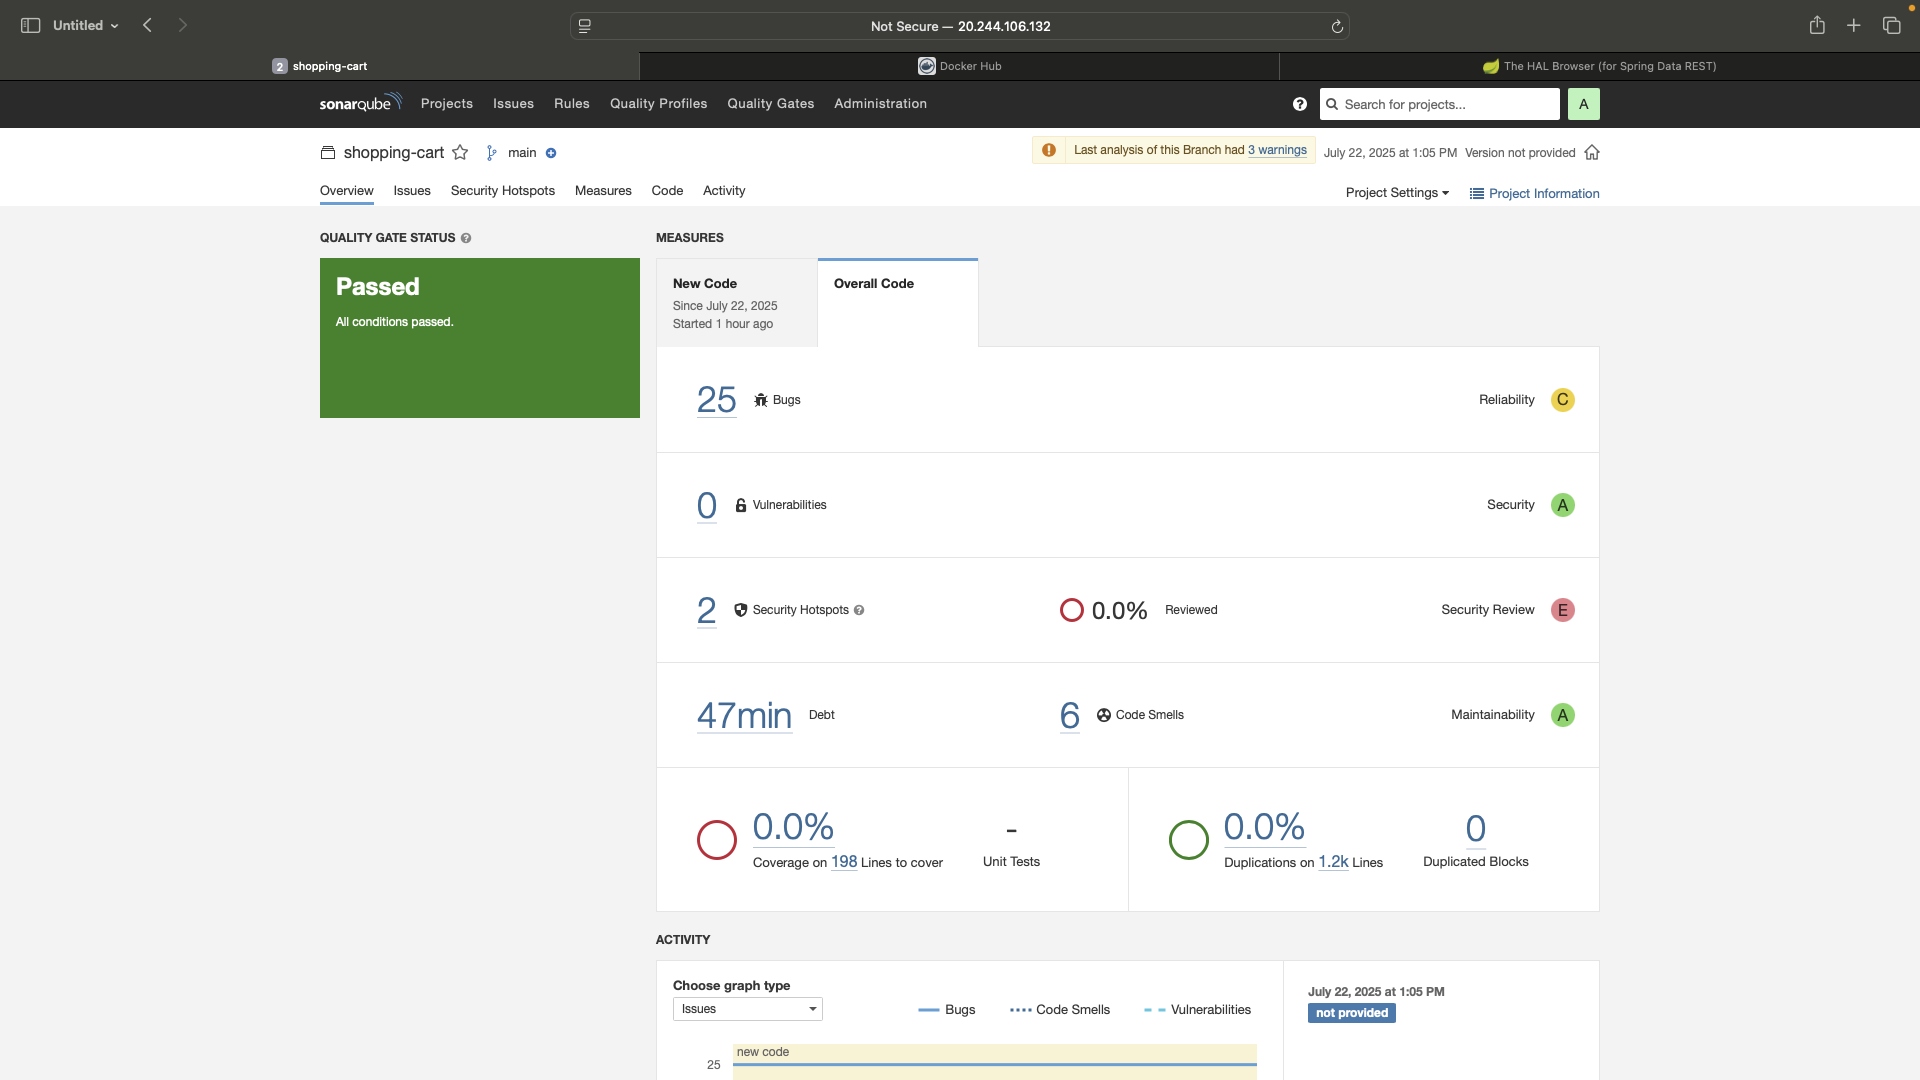 Untitled
Not Secure — 20.244.106.132
2 shopping-cart
Docker Hub
The HAL Browser (for Spring Data REST)
sonarqube Projects Issues Rules Quality Profiles Quality Gates Administration
? Search for projects... A
shopping-cart main
Last analysis of this Branch had 3 warnings July 22, 2025 at 1:05 PM Version not provided
Overview Issues Security Hotspots Measures Code Activity
Project Settings Project Information
QUALITY GATE STATUS ?
Passed
All conditions passed.
MEASURES
New Code
Since July 22, 2025
Started 1 hour ago
Overall Code
25 Bugs Reliability C
0 Vulnerabilities Security A
2 Security Hotspots ? 0.0% Reviewed Security Review E
47min Debt 6 Code Smells Maintainability A
0.0%
Coverage on 198 Lines to cover
-
Unit Tests
0.0%
Duplications on 1.2k Lines
0
Duplicated Blocks
ACTIVITY
Choose graph type
Issues
Bugs Code Smells Vulnerabilities
new code
25
July 22, 2025 at 1:05 PM
not provided